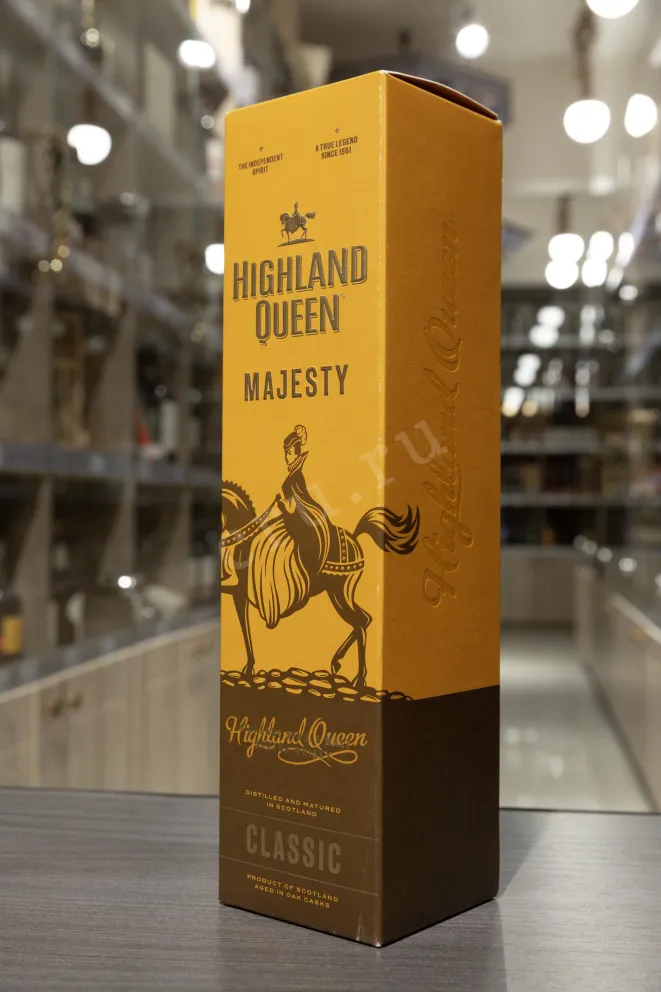 THE INDEPENDENT
SPIRIT
A TRUE LEGEND
SINCE 1561
HIGHLAND
QUEEN
MAJESTY
Highland Queen
Highland Queen
DISTILLED AND MATURED
IN SCOTLAND
CLASSIC
PRODUCT OF SCOTLAND
AGED IN OAK CASKS